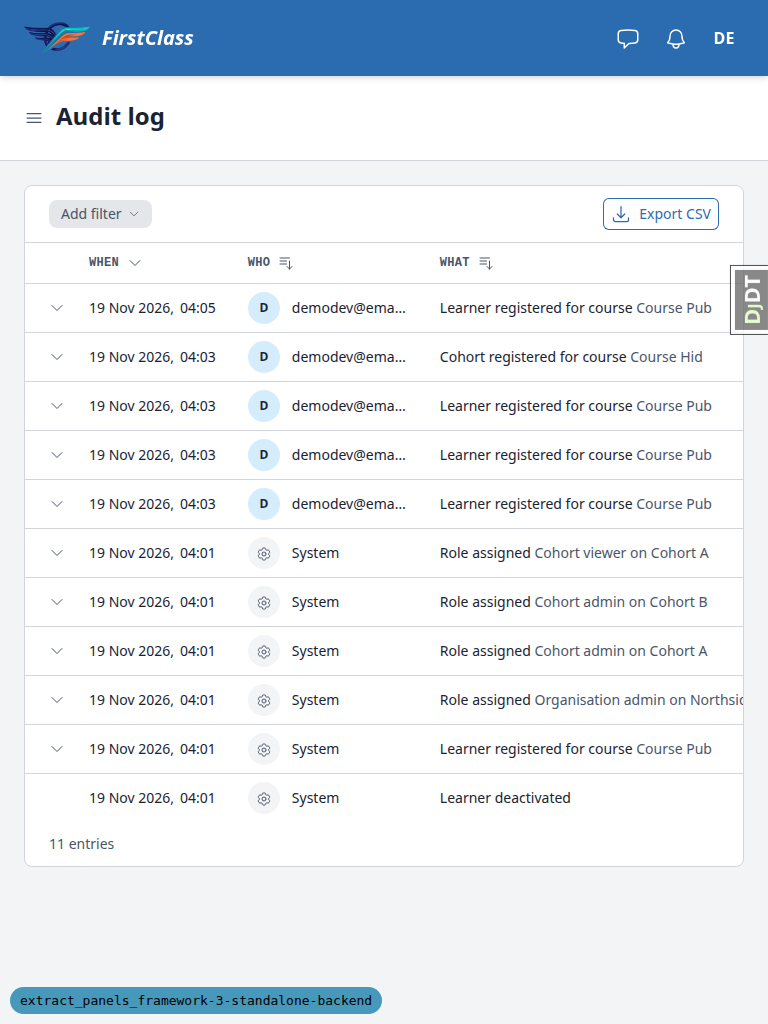 FirstClass
DE
Audit log
Add filter
Export CSV
WHEN WHO WHAT
19 Nov 2026, 04:05 D demodev@ema... Learner registered for course Course Pub
19 Nov 2026, 04:03 D demodev@ema... Cohort registered for course Course Hid
19 Nov 2026, 04:03 D demodev@ema... Learner registered for course Course Pub
19 Nov 2026, 04:03 D demodev@ema... Learner registered for course Course Pub
19 Nov 2026, 04:03 D demodev@ema... Learner registered for course Course Pub
19 Nov 2026, 04:01 System Role assigned Cohort viewer on Cohort A
19 Nov 2026, 04:01 System Role assigned Cohort admin on Cohort B
19 Nov 2026, 04:01 System Role assigned Cohort admin on Cohort A
19 Nov 2026, 04:01 System Role assigned Organisation admin on
19 Nov 2026, 04:01 System Learner registered for course Course Pub
19 Nov 2026, 04:01 System Learner deactivated
11 entries
DjDT
extract_panels_framework-3-standalone-backend